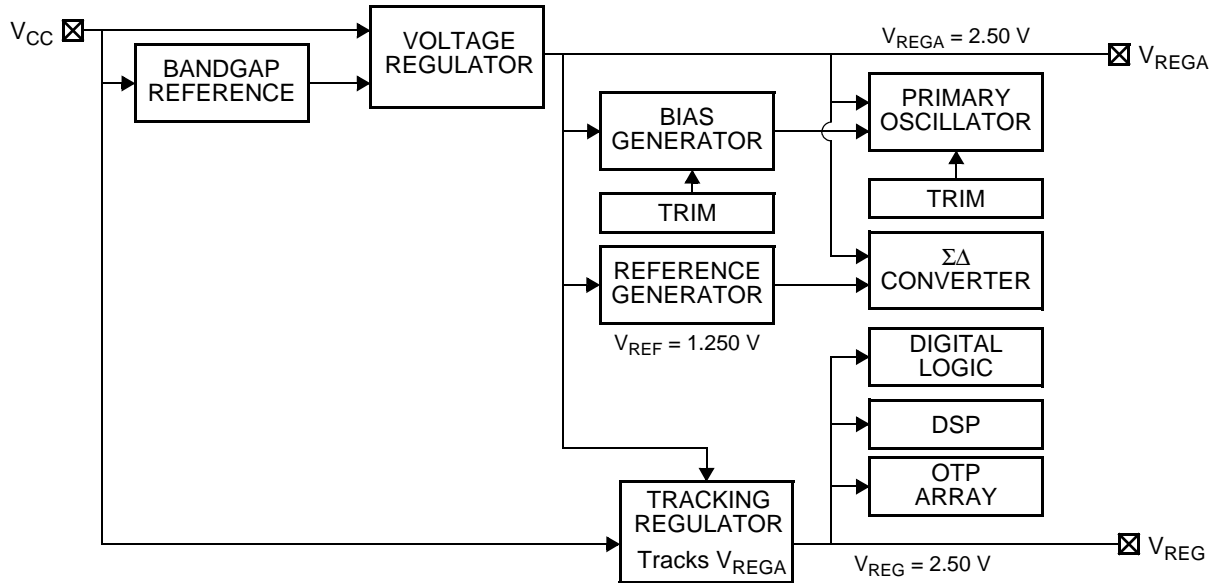 VCC
VOLTAGE
REGULATOR
BANDGAP
REFERENCE
VREGA = 2.50 V
VREGA
BIAS
GENERATOR
PRIMARY
OSCILLATOR
TRIM
TRIM
REFERENCE
GENERATOR
ΣΔ
CONVERTER
VREF = 1.250 V
DIGITAL
LOGIC
DSP
OTP
ARRAY
TRACKING
REGULATOR
Tracks VREGA
VREG = 2.50 V
VREG